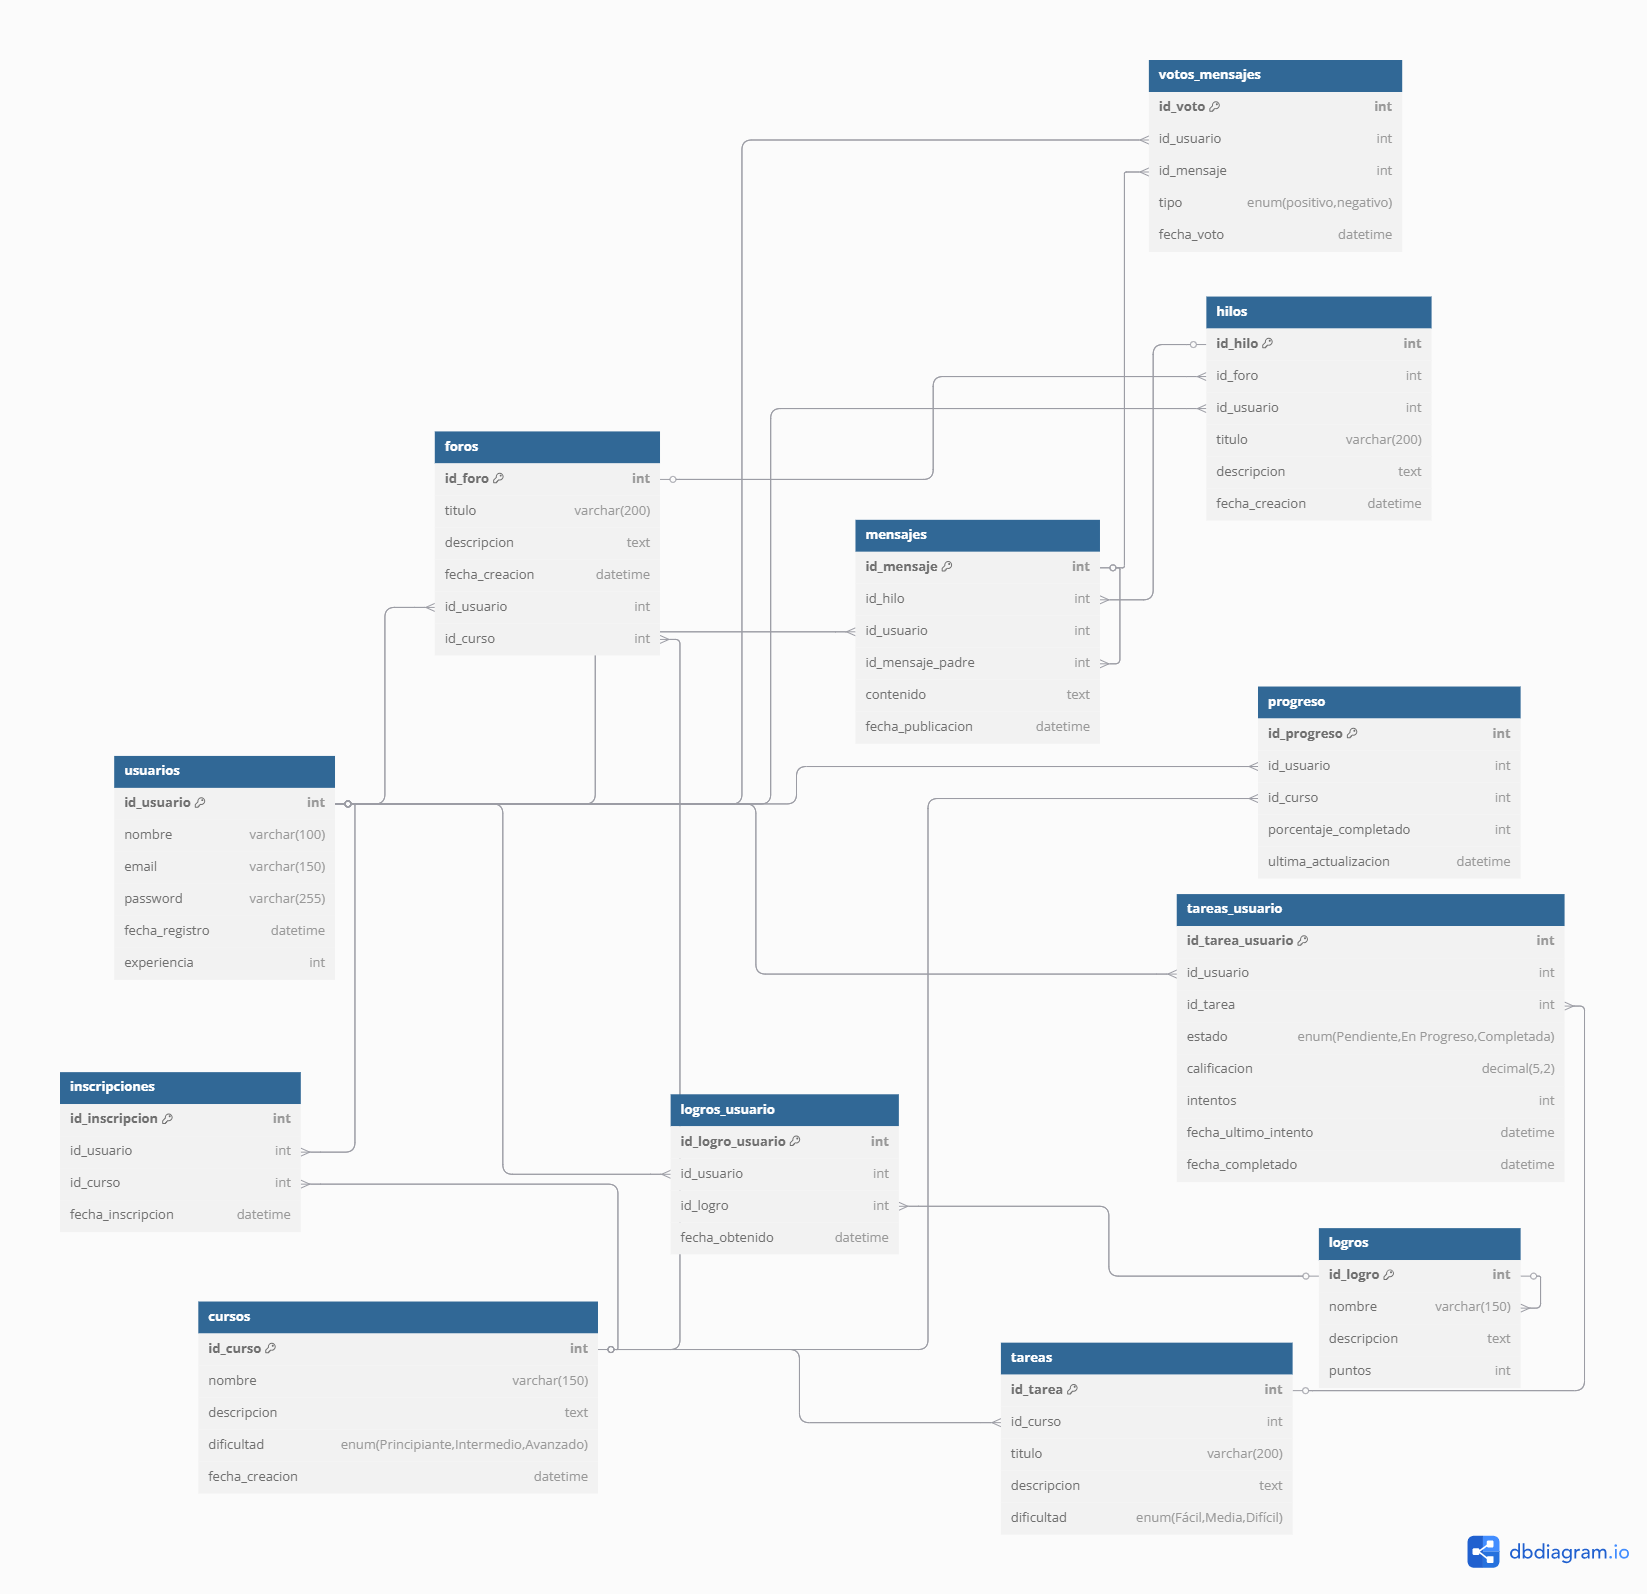 votos_mensajes
id_voto int
id_usuario int
id_mensaje int
tipo enum(positivo,negativo)
fecha_voto datetime
hilos
id_hilo int
id_foro int
id_usuario int
titulo varchar(200)
descripcion text
fecha_creacion datetime
foros
id_foro int
titulo varchar(200)
descripcion text
fecha_creacion datetime
id_usuario int
id_curso int
mensajes
id_mensaje int
id_hilo int
id_usuario int
id_mensaje_padre int
contenido text
fecha_publicacion datetime
progreso
id_progreso int
id_usuario int
id_curso int
porcentaje_completado int
ultima_actualizacion datetime
usuarios
id_usuario int
nombre varchar(100)
email varchar(150)
password varchar(255)
fecha_registro datetime
experiencia int
tareas_usuario
id_tarea_usuario int
id_usuario int
id_tarea int
estado enum(Pendiente,En Progreso,Completada)
calificacion decimal(5,2)
intentos int
fecha_ultimo_intento datetime
fecha_completado datetime
inscripciones
id_inscripcion int
id_usuario int
id_curso int
fecha_inscripcion datetime
logros_usuario
id_logro_usuario int
id_usuario int
id_logro int
fecha_obtenido datetime
logros
id_logro int
nombre varchar(150)
descripcion text
puntos int
cursos
id_curso int
nombre varchar(150)
descripcion text
dificultad enum(Principiante,Intermedio,Avanzado)
fecha_creacion datetime
tareas
id_tarea int
id_curso int
titulo varchar(200)
descripcion text
dificultad enum(Fácil,Media,Difícil)
dbdiagram.io